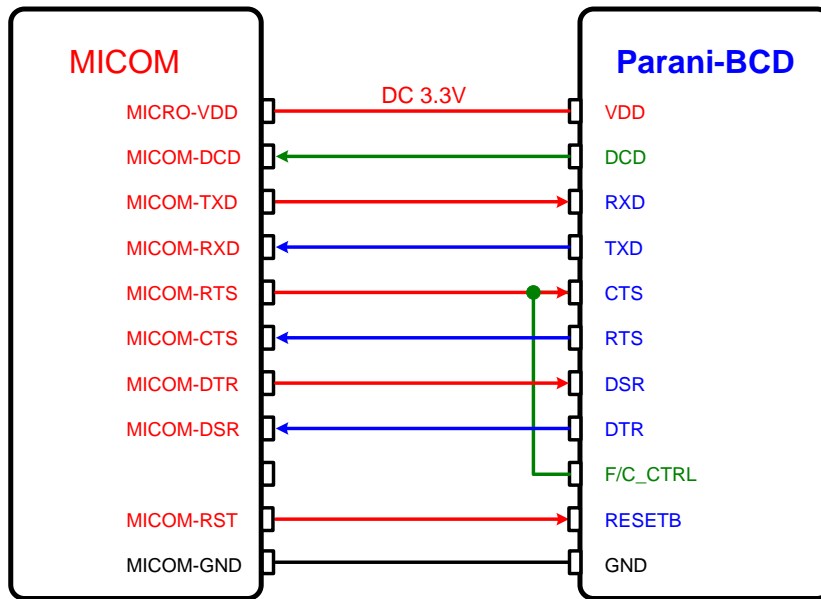 MICOM
Parani-BCD
DC 3.3V
MICRO-VDD
VDD
MICOM-DCD
DCD
MICOM-TXD
RXD
MICOM-RXD
TXD
MICOM-RTS
CTS
MICOM-CTS
RTS
MICOM-DTR
DSR
MICOM-DSR
DTR
F/C_CTRL
MICOM-RST
RESETB
MICOM-GND
GND